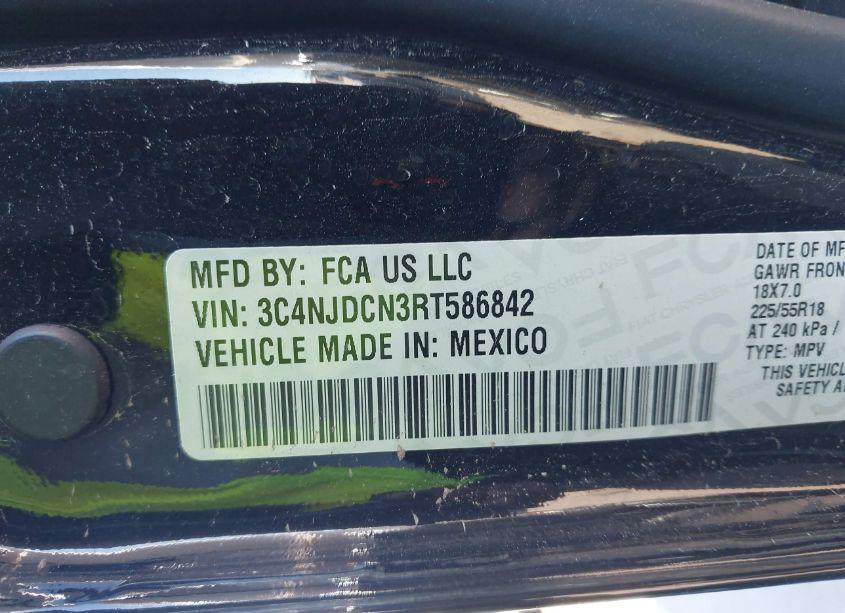 MFD BY: FCA US LLC
VIN: 3C4NJDCN3RT586842
VEHICLE MADE IN: MEXICO
DATE OF MF
GAWR FRON
18X7.0
225/55R18
AT 240 kPa /
TYPE: MPV
THIS VEHICL
SAFETY A